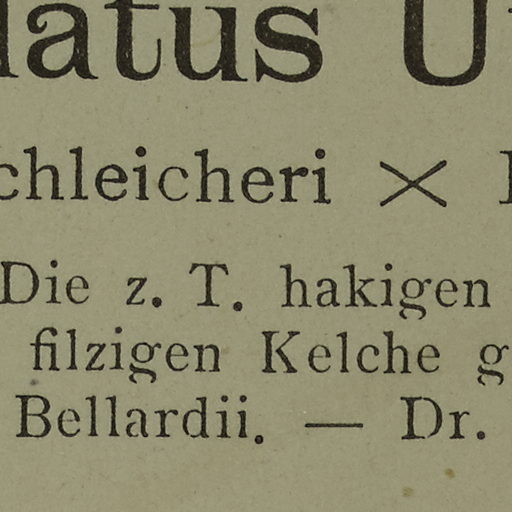 latus U
chleicheri ×
Die z. T. hakigen
filzigen Kelche g
Bellardii. — Dr.